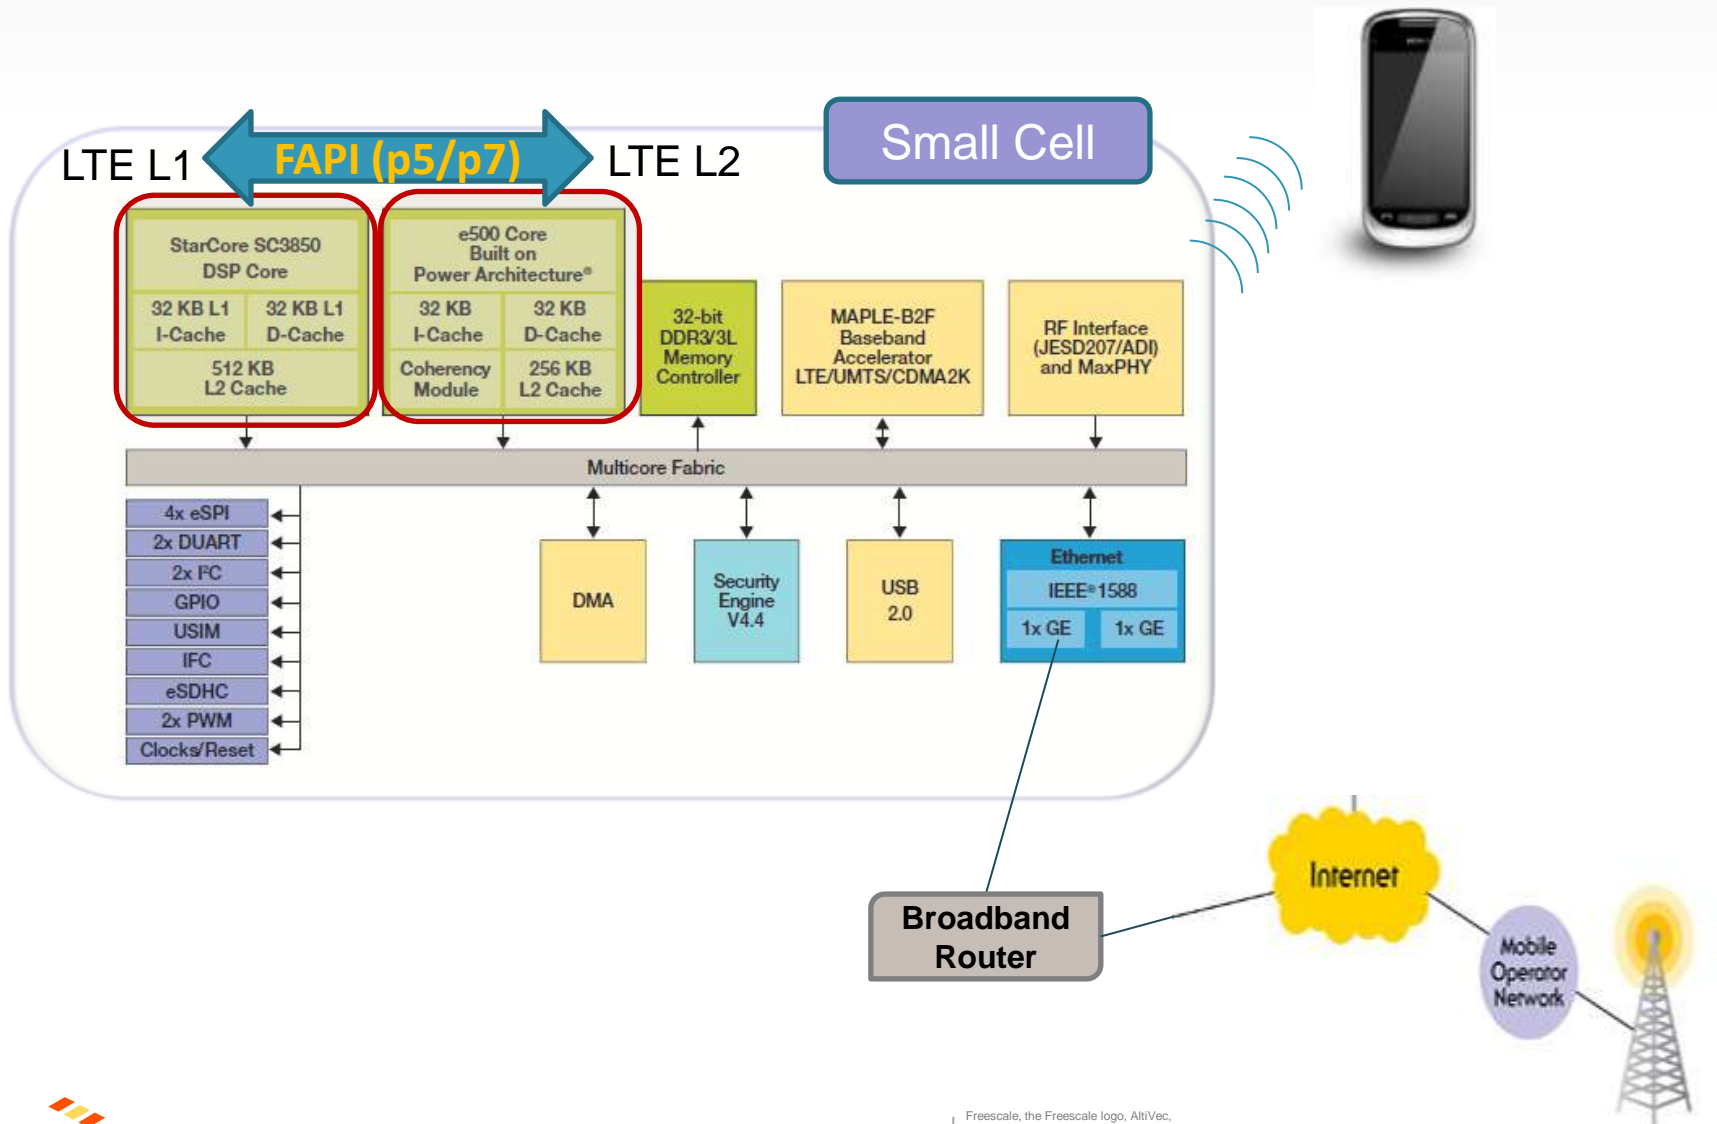 Small Cell
LTE L1
FAPI (p5/p7)
LTE L2
StarCore SC3850
DSP Core
32 KB L1
I-Cache
32 KB L1
D-Cache
512 KB
L2 Cache
e500 Core
Built on
Power Architecture®
32 KB
I-Cache
32 KB
D-Cache
Coherency
Module
256 KB
L2 Cache
32-bit
DDR3/3L
Memory
Controller
MAPLE-B2F
Baseband
Accelerator
LTE/UMTS/CDMA2K
RF Interface
(JESD207/ADI)
and MaxPHY
Multicore Fabric
4x eSPI
2x DUART
2x I²C
GPIO
USIM
IFC
eSDHC
2x PWM
Clocks/Reset
DMA
Security
Engine
V4.4
USB
2.0
Ethernet
IEEE® 1588
1x GE
1x GE
Broadband
Router
Internet
Mobile
Operator
Network
Freescale, the Freescale logo, AltiVec,